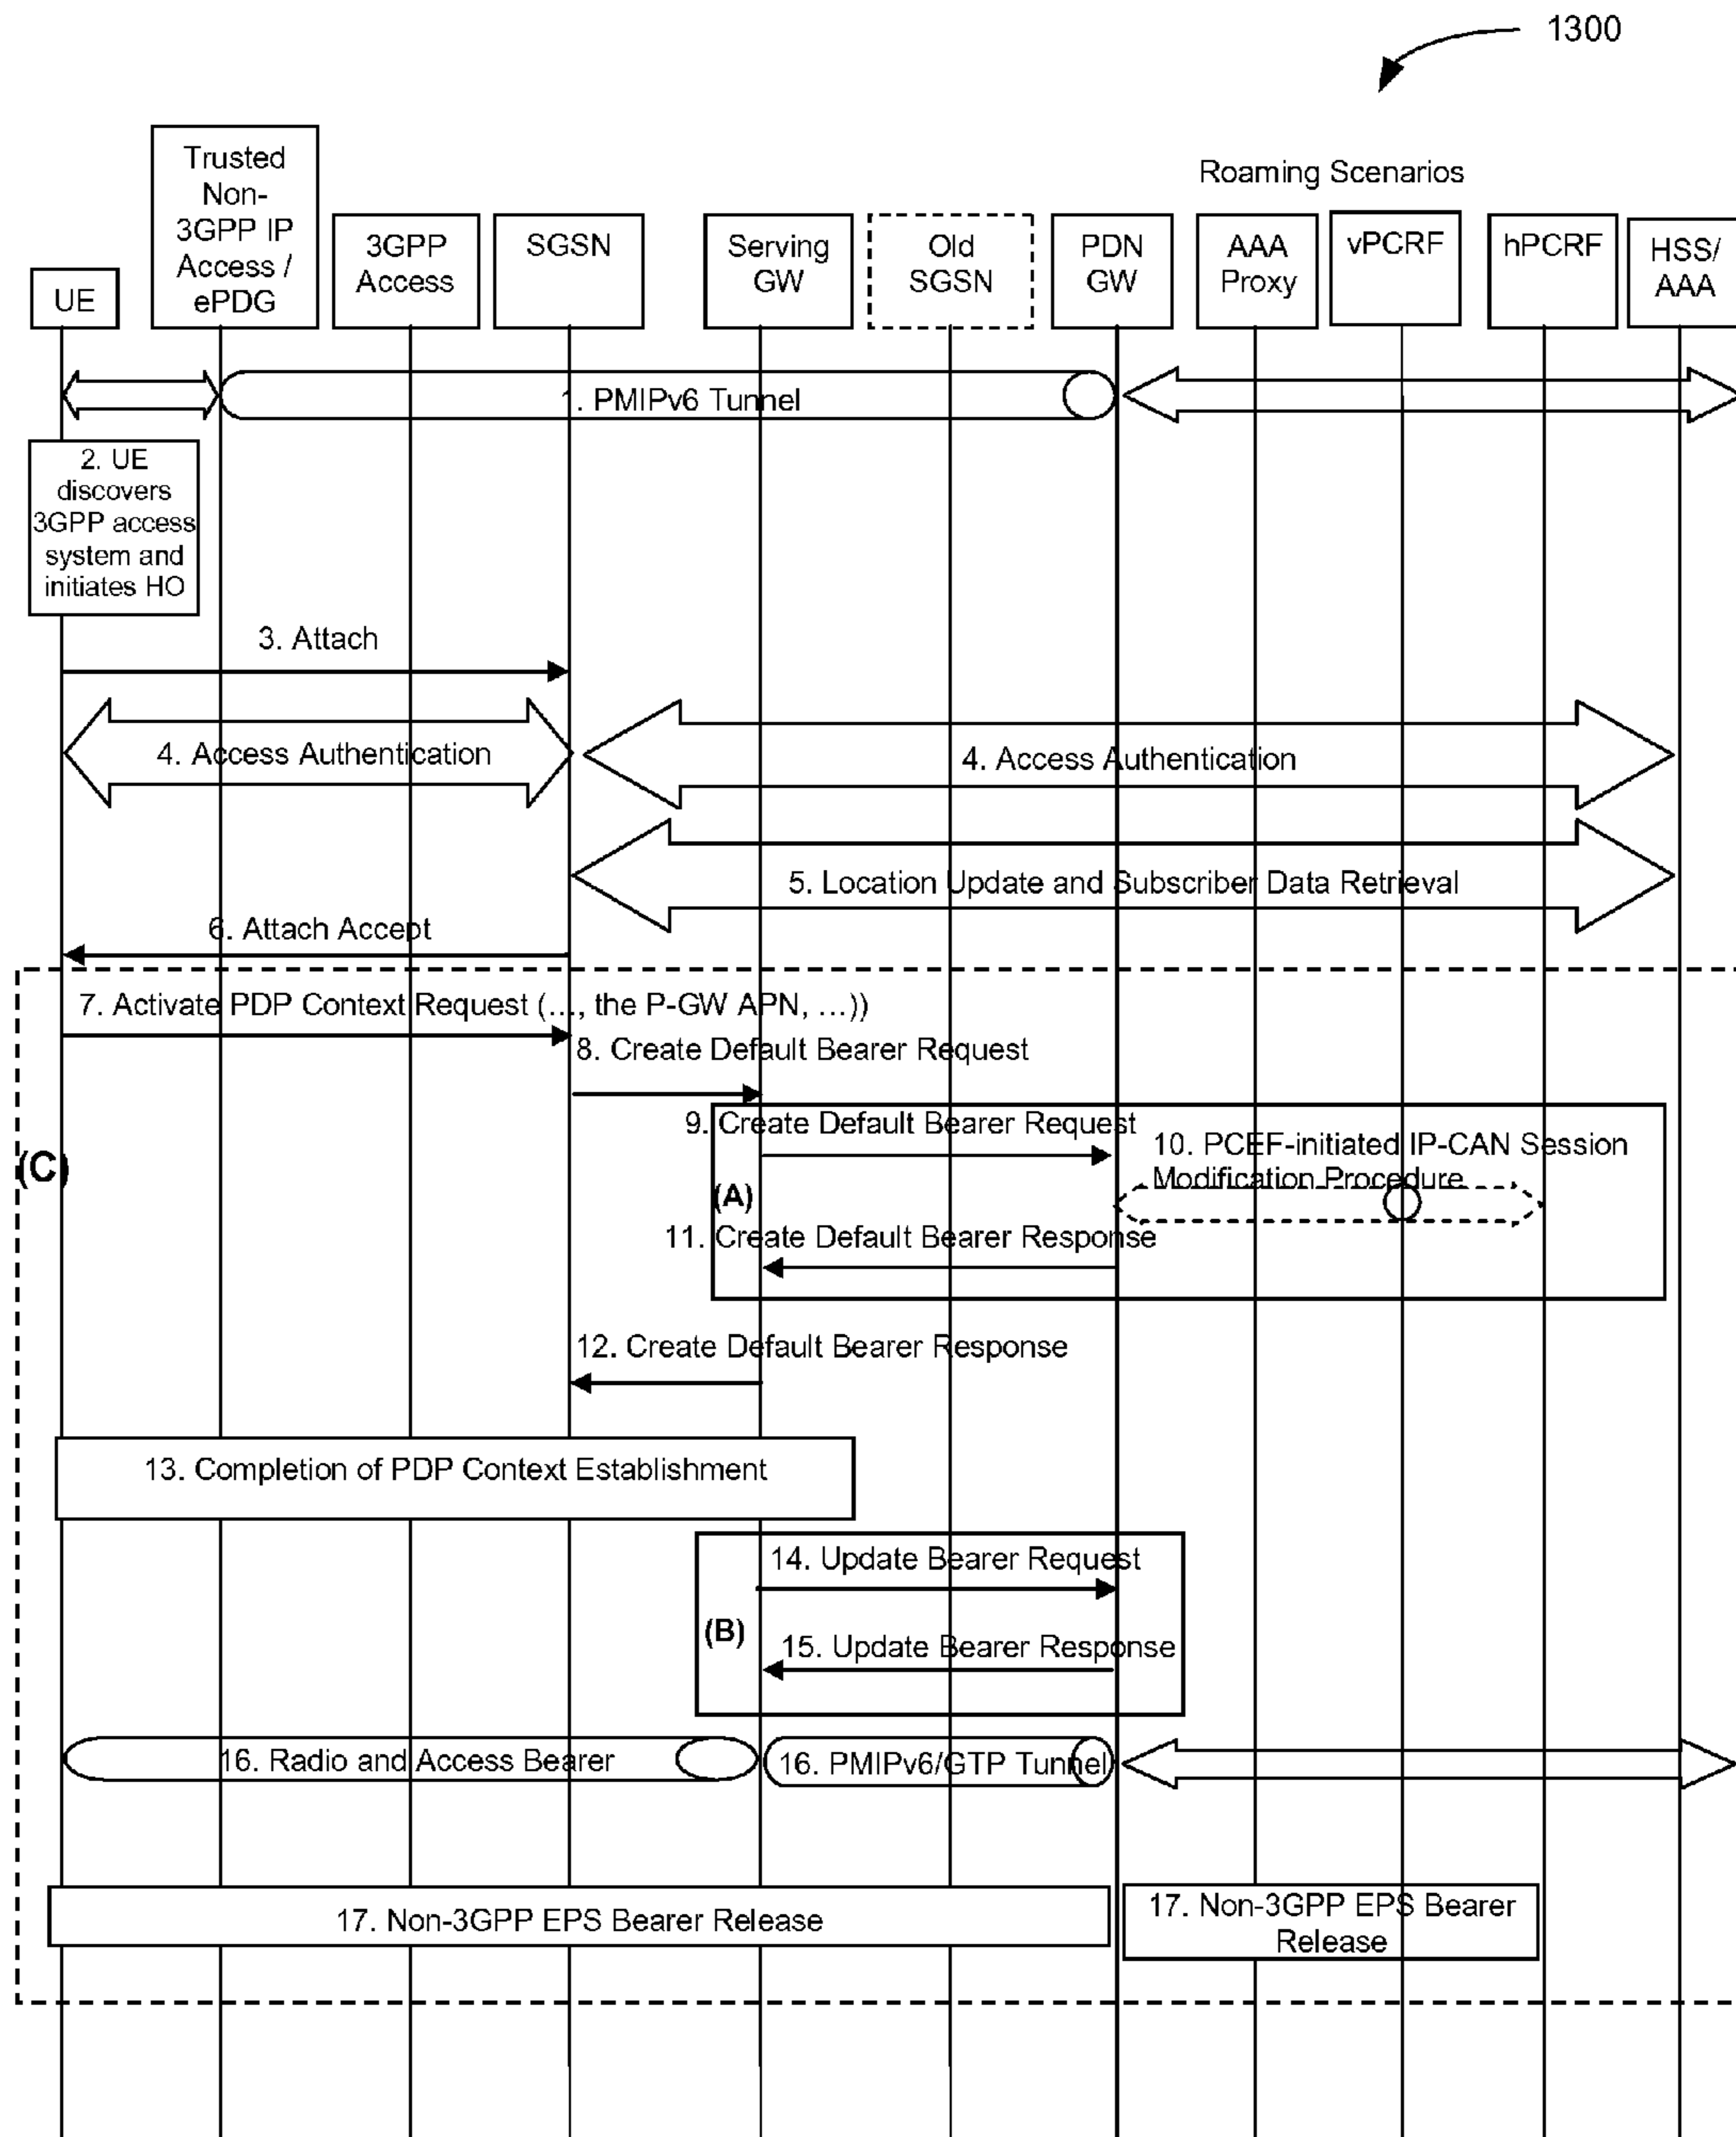 1300
Roaming Scenarios
UE
Trusted
Non-
3GPP IP
Access /
ePDG
3GPP
Access
SGSN
Serving
GW
Old
SGSN
PDN
GW
AAA
Proxy
vPCRF
hPCRF
HSS/
AAA
1. PMIPv6 Tunnel
2. UE
discovers
3GPP access
system and
initiates HO
3. Attach
4. Access Authentication
4. Access Authentication
5. Location Update and Subscriber Data Retrieval
6. Attach Accept
7. Activate PDP Context Request (..., the P-GW APN, ...))
8. Create Default Bearer Request
9. Create Default Bearer Request
10. PCEF-initiated IP-CAN Session
Modification Procedure
(C)
(A)
11. Create Default Bearer Response
12. Create Default Bearer Response
13. Completion of PDP Context Establishment
14. Update Bearer Request
(B)
15. Update Bearer Response
16. Radio and Access Bearer
16. PMIPv6/GTP Tunnel
17. Non-3GPP EPS Bearer Release
17. Non-3GPP EPS Bearer
Release